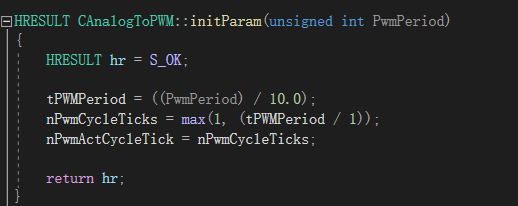 HRESULT CAnalogToPWM::initParam(unsigned int PwmPeriod)
{
HRESULT hr = S_OK;
tPWMPeriod = ((PwmPeriod) / 10.0);
nPwmCycleTicks = max(1, (tPWMPeriod / 1));
nPwmActCycleTick = nPwmCycleTicks;
return hr;
}